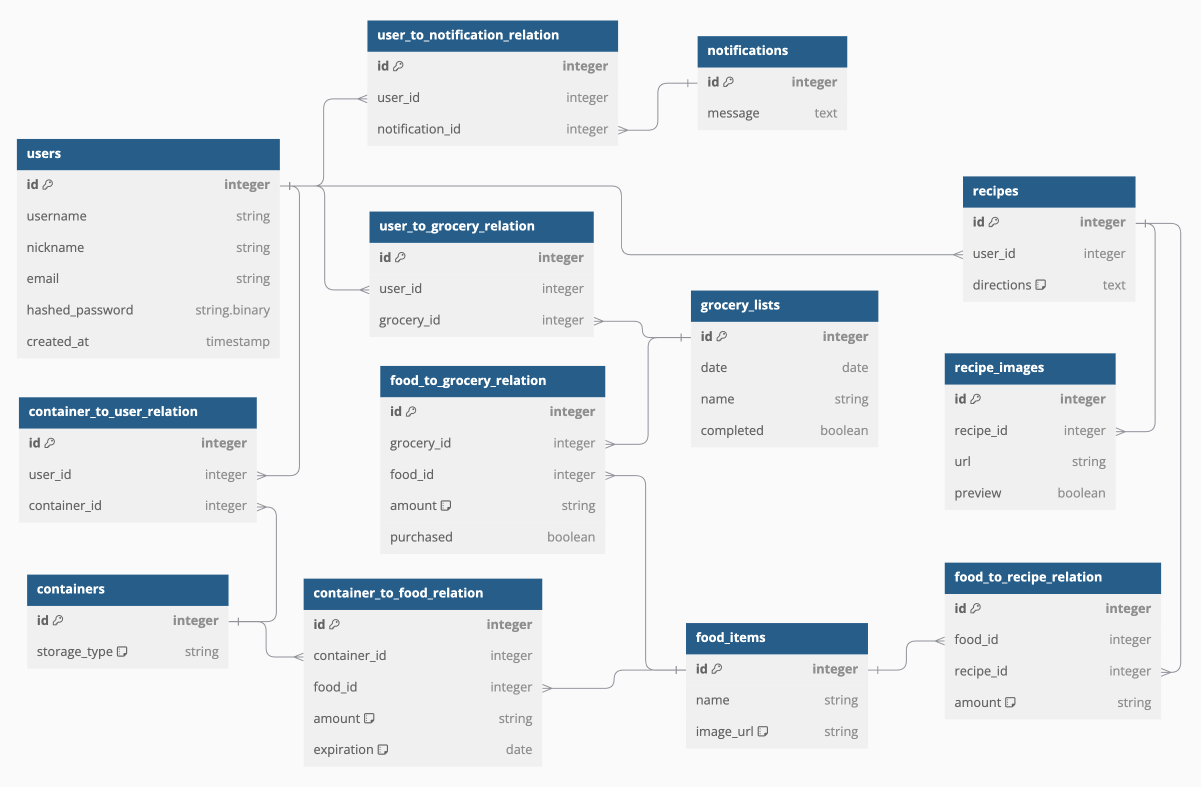 user_to_notification_relation
id integer
user_id integer
notification_id integer
notifications
id integer
message text
users
id integer
username string
nickname string
email string
hashed_password string.binary
created_at timestamp
user_to_grocery_relation
id integer
user_id integer
grocery_id integer
recipes
id integer
user_id integer
directions text
grocery_lists
id integer
date date
name string
completed boolean
food_to_grocery_relation
id integer
grocery_id integer
food_id integer
amount string
purchased boolean
recipe_images
id integer
recipe_id integer
url string
preview boolean
container_to_user_relation
id integer
user_id integer
container_id integer
containers
id integer
storage_type string
container_to_food_relation
id integer
container_id integer
food_id integer
amount string
expiration date
food_items
id integer
name string
image_url string
food_to_recipe_relation
id integer
food_id integer
recipe_id integer
amount string